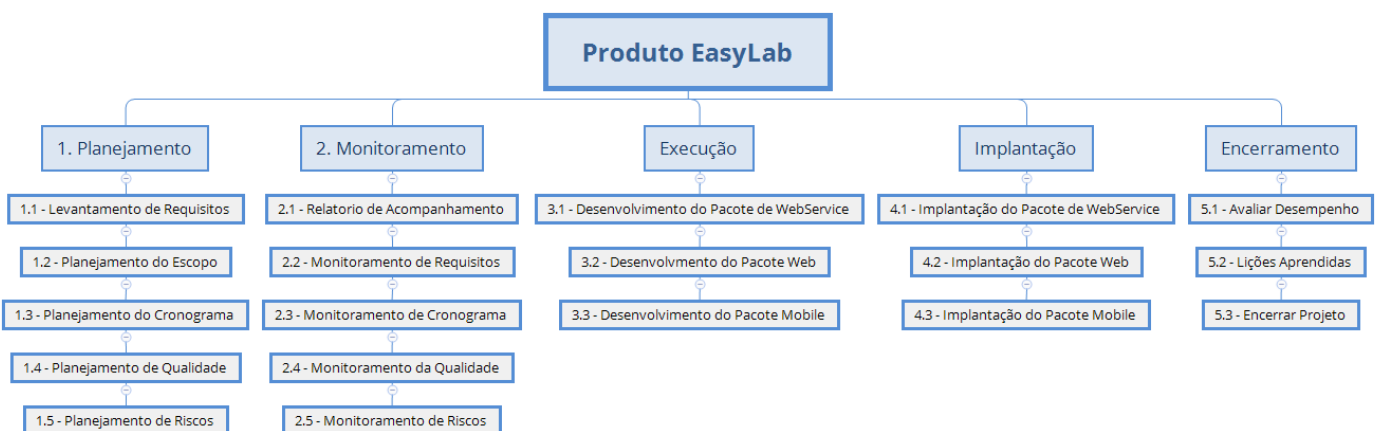 Produto EasyLab
1. Planejamento
2. Monitoramento
Execução
Implantação
Encerramento
1.1 - Levantamento de Requisitos
2.1 - Relatorio de Acompanhamento
3.1 - Desenvolvimento do Pacote de WebService
4.1 - Implantação do Pacote de WebService
5.1 - Avaliar Desempenho
1.2 - Planejamento do Escopo
2.2 - Monitoramento de Requisitos
3.2 - Desenvolvmento do Pacote Web
4.2 - Implantação do Pacote Web
5.2 - Lições Aprendidas
1.3 - Planejamento do Cronograma
2.3 - Monitoramento de Cronograma
3.3 - Desenvolvimento do Pacote Mobile
4.3 - Implantação do Pacote Mobile
5.3 - Encerrar Projeto
1.4 - Planejamento de Qualidade
2.4 - Monitoramento da Qualidade
1.5 - Planejamento de Riscos
2.5 - Monitoramento de Riscos